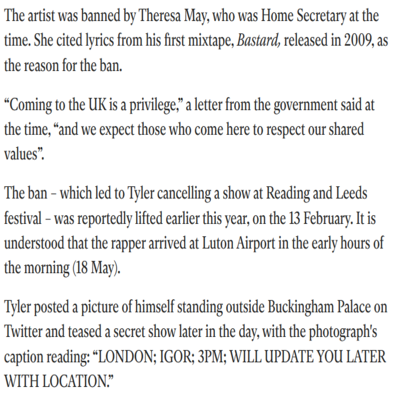 The artist was banned by Theresa May, who was Home Secretary at the
time. She cited lyrics from his first mixtape, Bastard, released in 2009, as
the reason for the ban.
“Coming to the UK is a privilege,” a letter from the government said at
the time, “and we expect those who come here to respect our shared
values”.
The ban – which led to Tyler cancelling a show at Reading and Leeds
festival – was reportedly lifted earlier this year, on the 13 February. It is
understood that the rapper arrived at Luton Airport in the early hours of
the morning (18 May).
Tyler posted a picture of himself standing outside Buckingham Palace on
Twitter and teased a secret show later in the day, with the photograph's
caption reading: “LONDON; IGOR; 3PM; WILL UPDATE YOU LATER
WITH LOCATION.”